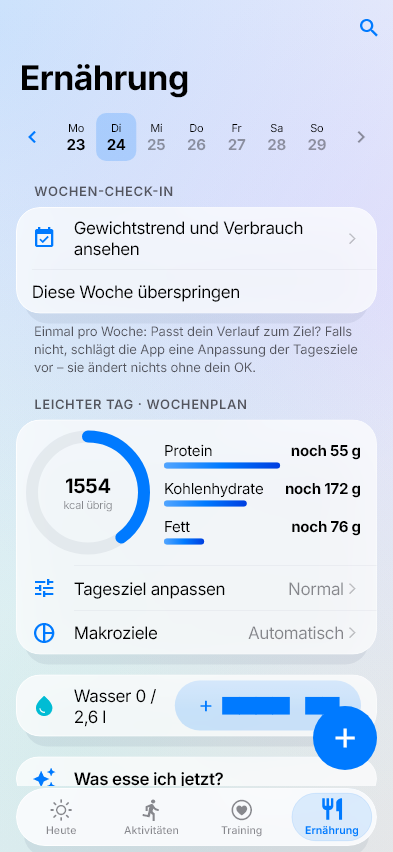 Ernährung
Mo Di Mi Do Fr Sa So
23 24 25 26 27 28 29
WOCHEN-CHECK-IN
Gewichtstrend und Verbrauch
ansehen
Diese Woche überspringen
Einmal pro Woche: Passt dein Verlauf zum Ziel? Falls
nicht, schlägt die App eine Anpassung der Tagesziele
vor – sie ändert nichts ohne dein OK.
LEICHTER TAG · WOCHENPLAN
1554
kcal übrig
Protein noch 55 g
Kohlenhydrate noch 172 g
Fett noch 76 g
Tagesziel anpassen Normal
Makroziele Automatisch
Wasser 0 /
2,6 l
+
Was esse ich jetzt?
Heute Aktivitäten Training Ernährung